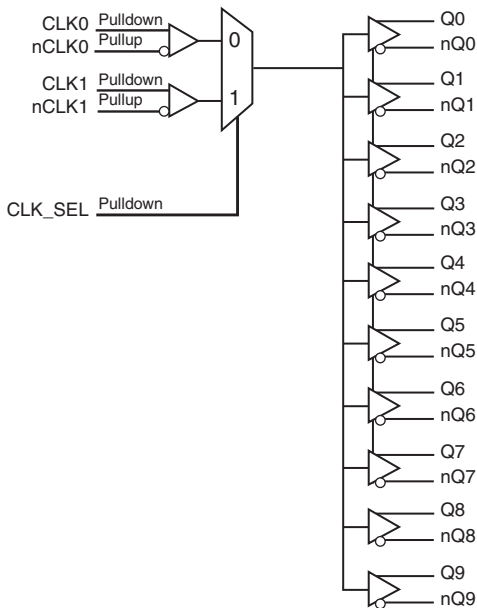 CLK0 Pulldown
nCLK0 Pullup
0
CLK1 Pulldown
nCLK1 Pullup
1
CLK_SEL Pulldown
Q0
nQ0
Q1
nQ1
Q2
nQ2
Q3
nQ3
Q4
nQ4
Q5
nQ5
Q6
nQ6
Q7
nQ7
Q8
nQ8
Q9
nQ9